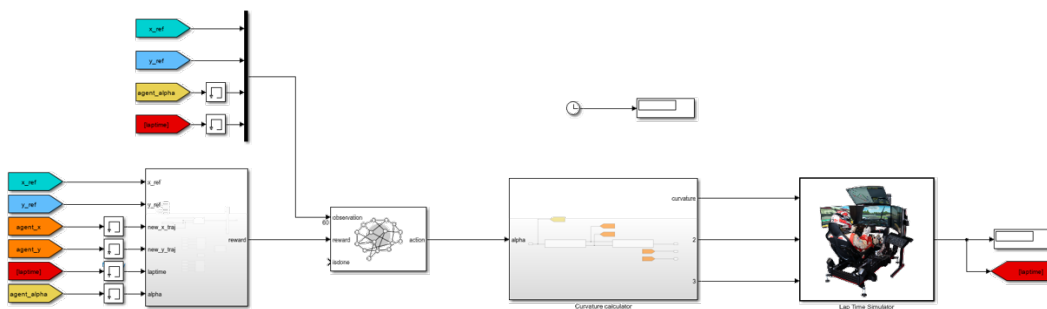 x_ref
y_ref
agent_alpha
[laptime]
x_ref
y_ref
agent_x
agent_y
[laptime]
agent_alpha
x_ref
y_ref
new_x_traj
new_y_traj
laptime
alpha
reward
observation
60
reward
isdone
action
alpha
curvature
2
3
Curvature calculator
Lap Time Simulator
[laptime]